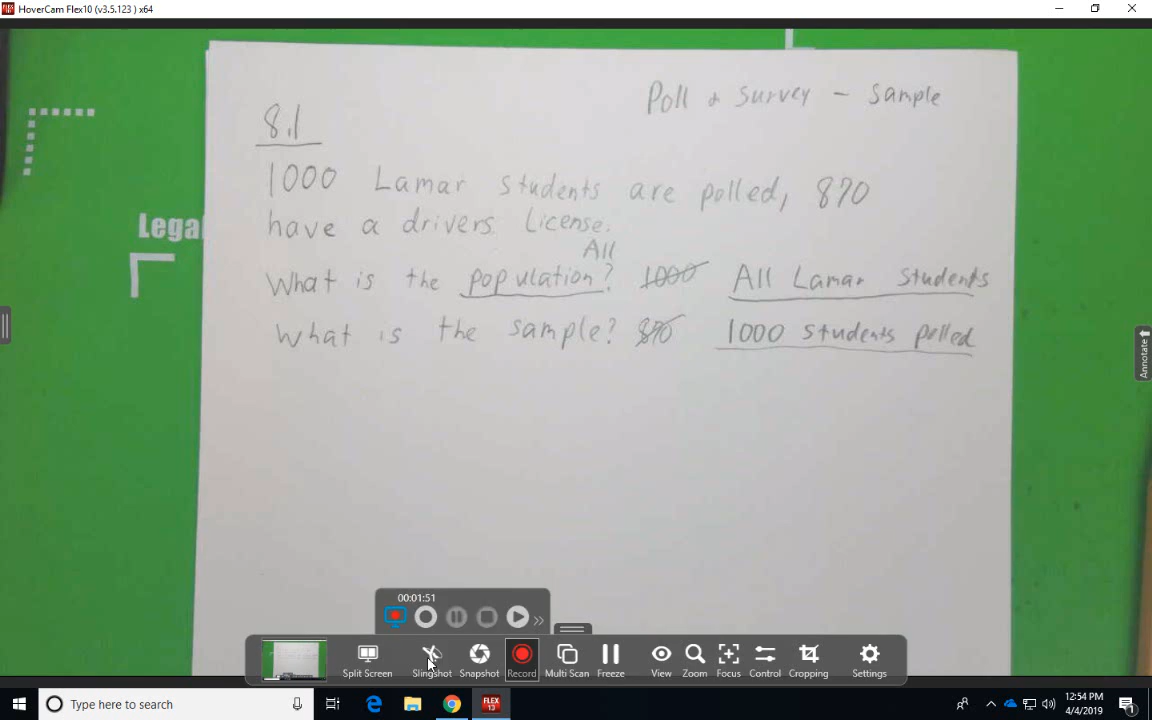 HoverCam Flex10 (v3.5.123 ) x64
Poll & Survey - Sample
8.1
1000 Lamar Students are polled, 870
have a drivers License.
All
What is the population? 1000 All Lamar Students
What is the sample? 870 1000 Students polled
Legal
Annotate
00:01:51
Split Screen Slingshot Snapshot Record Multi Scan Freeze View Zoom Focus Control Cropping Settings
Type here to search
FLEX
12:54 PM
4/4/2019
1